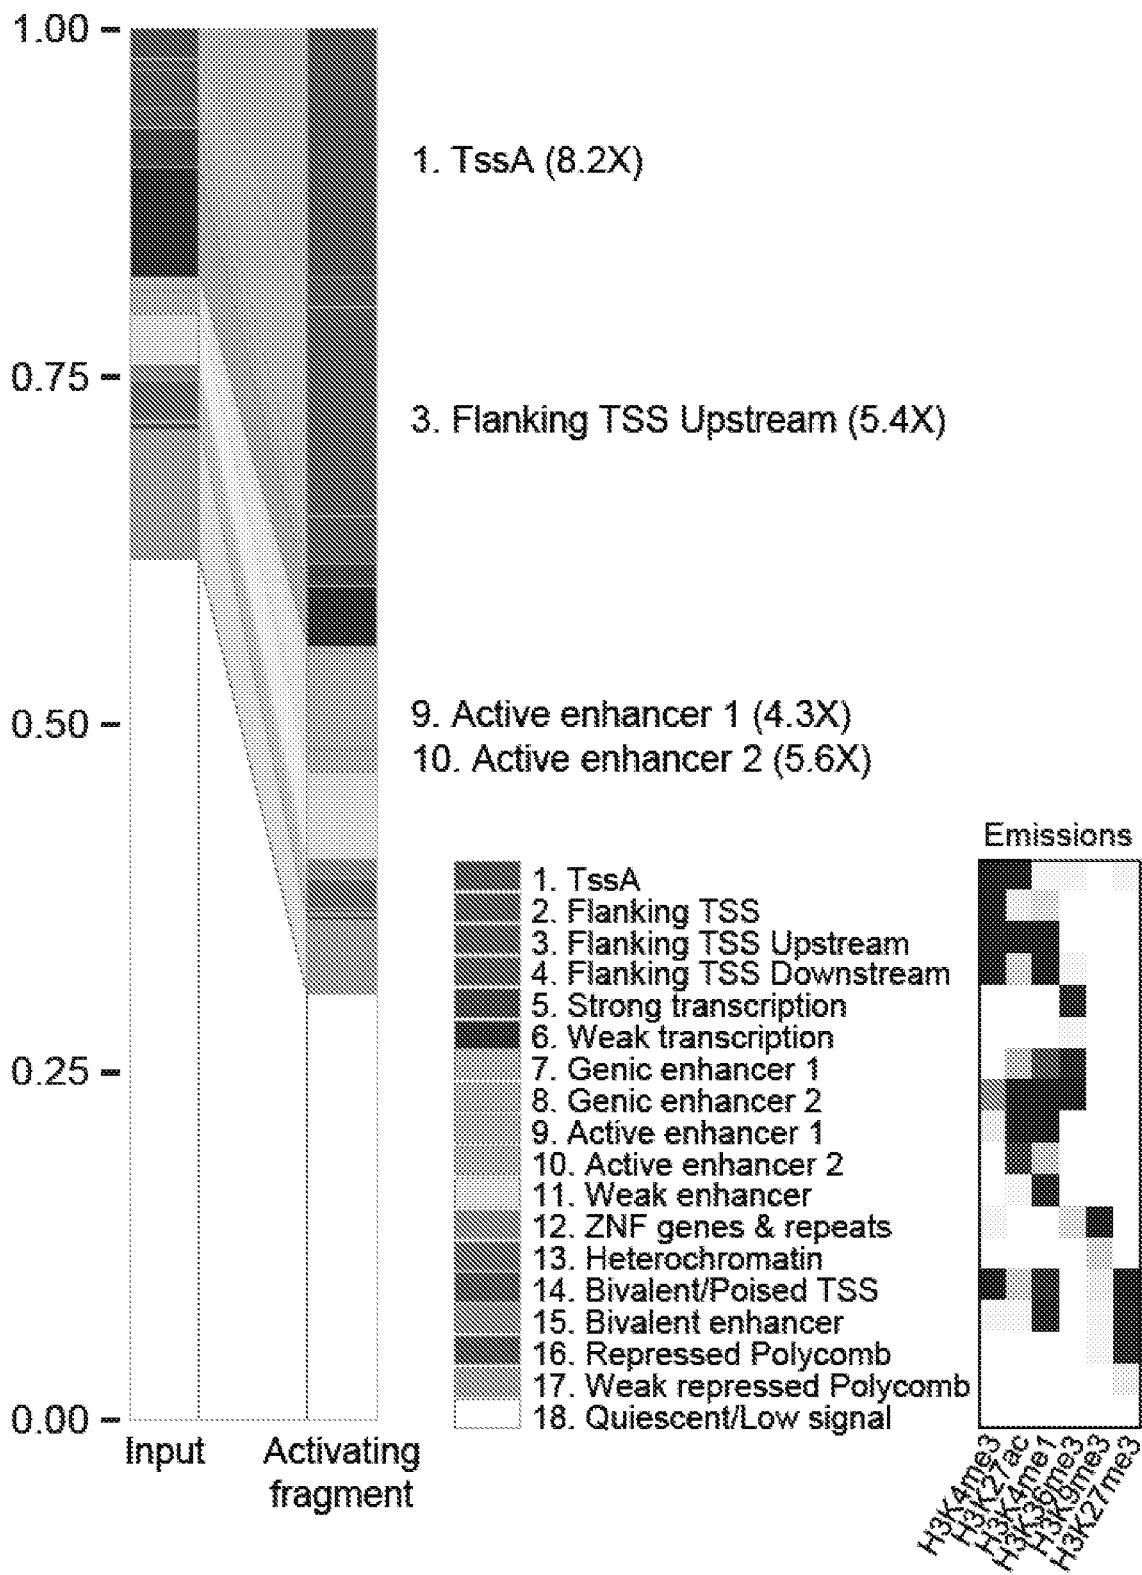 1.00
0.75
0.50
0.25
0.00
Input
Activating
fragment
1. TssA (8.2X)
3. Flanking TSS Upstream (5.4X)
9. Active enhancer 1 (4.3X)
10. Active enhancer 2 (5.6X)
1. TssA
2. Flanking TSS
3. Flanking TSS Upstream
4. Flanking TSS Downstream
5. Strong transcription
6. Weak transcription
7. Genic enhancer 1
8. Genic enhancer 2
9. Active enhancer 1
10. Active enhancer 2
11. Weak enhancer
12. ZNF genes & repeats
13. Heterochromatin
14. Bivalent/Poised TSS
15. Bivalent enhancer
16. Repressed Polycomb
17. Weak repressed Polycomb
18. Quiescent/Low signal
Emissions
H3K4me3
H3K27ac
H3K4me1
H3K36me3
H3K9me3
H3K27me3